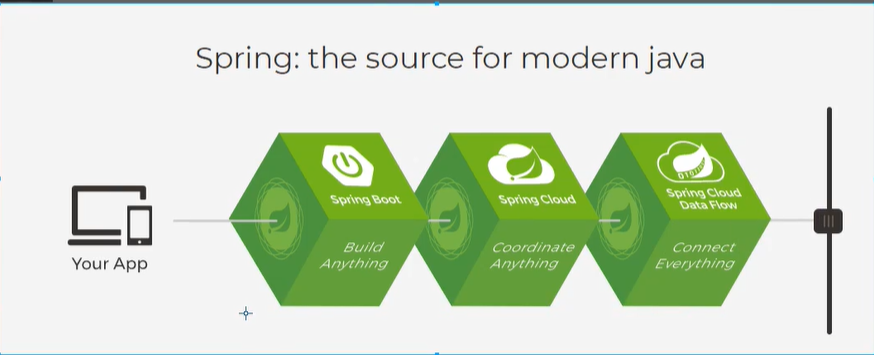 Spring: the source for modern java
Spring Boot
Build
Anything
Spring Cloud
Coordinate
Anything
Spring Cloud
Data Flow
Connect
Everything
Your App